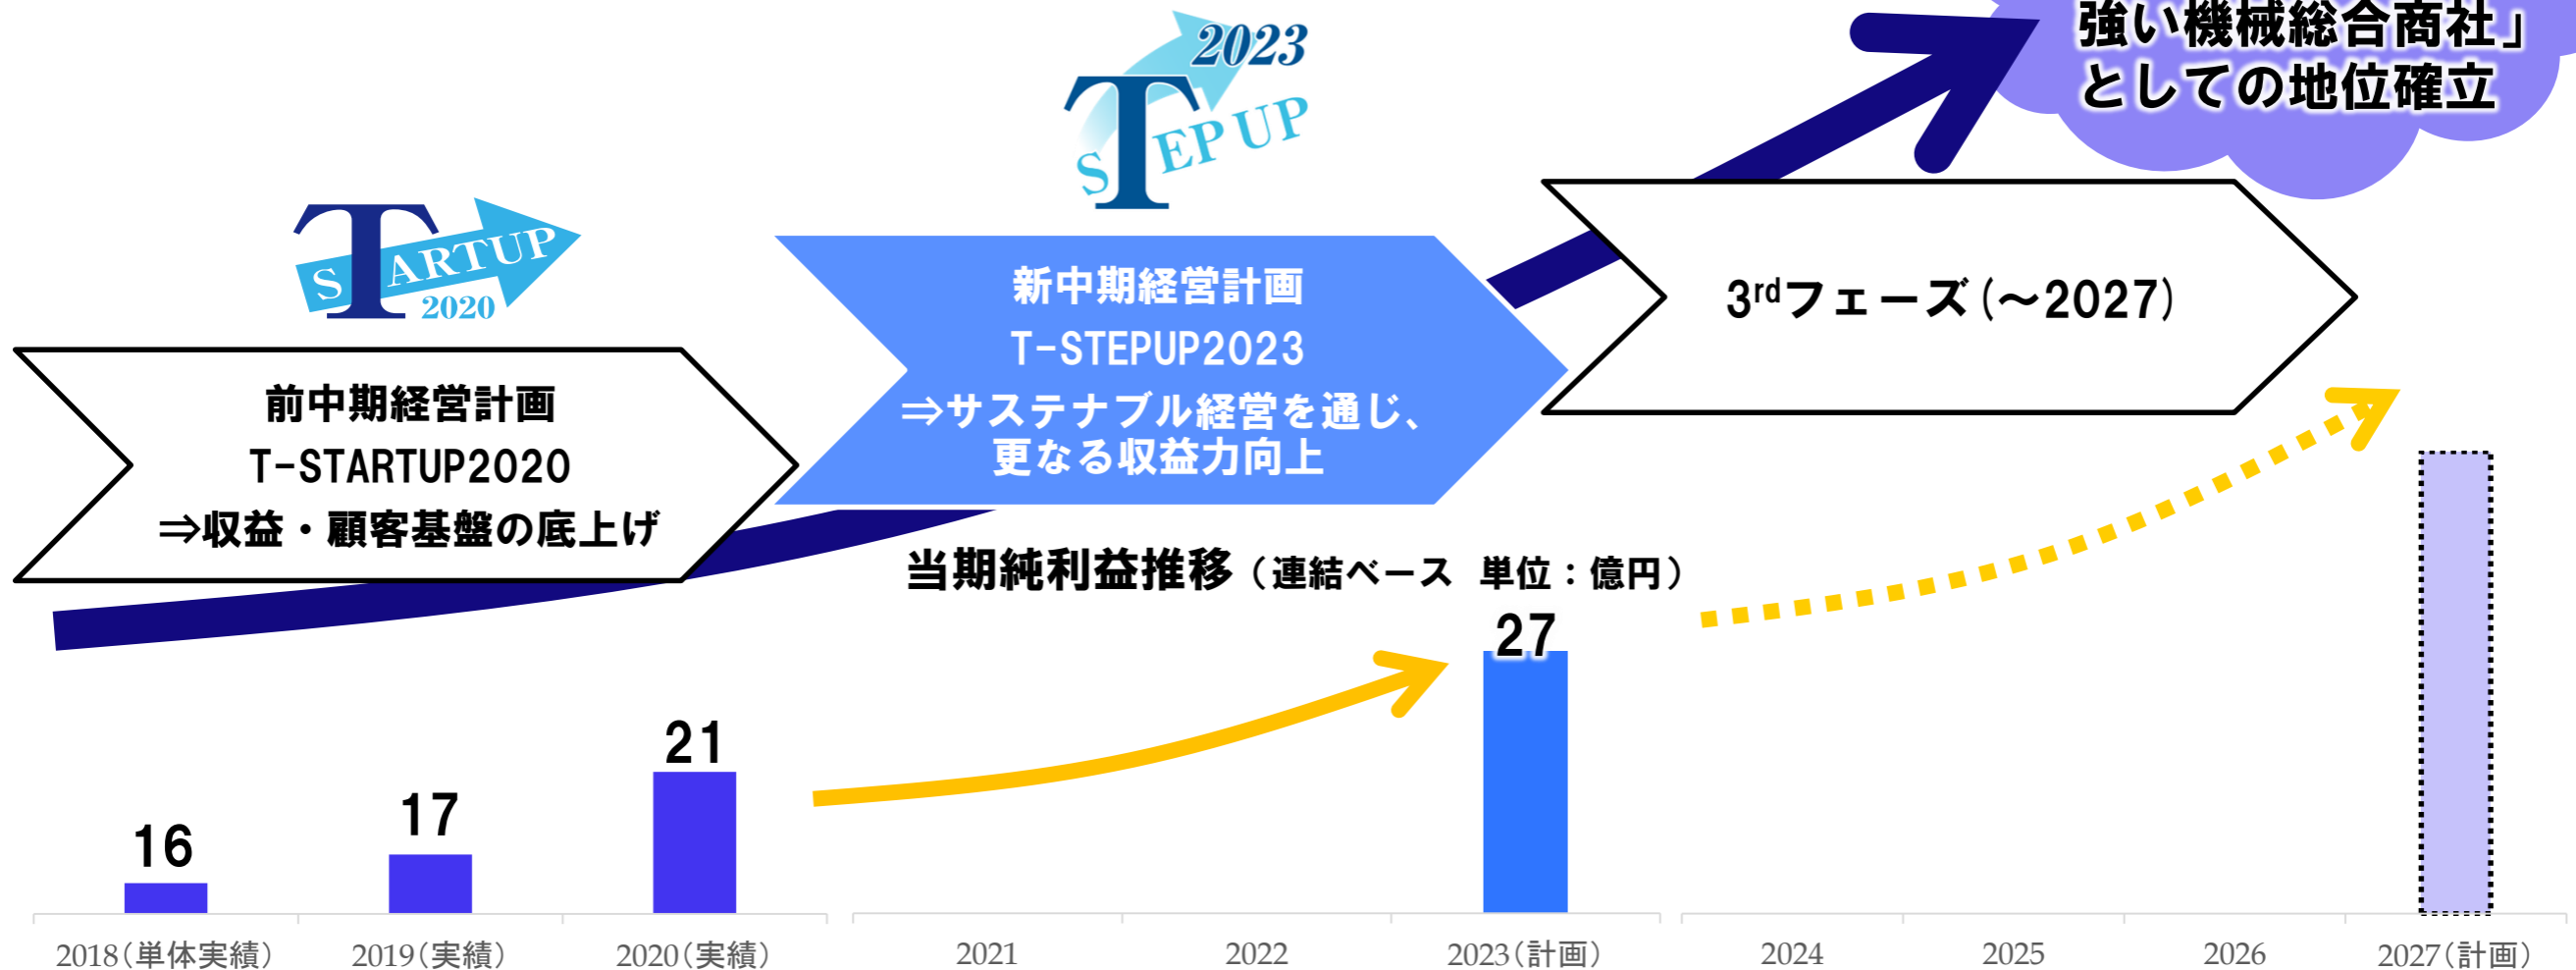 強い機械総合商社」
としての地位確立
2023
T
STEP UP
T
STARTUP
2020
前中期経営計画
T-STARTUP2020
⇒収益・顧客基盤の底上げ
新中期経営計画
T-STEPUP2023
⇒サステナブル経営を通じ、
更なる収益力向上
3rdフェーズ(～2027)
当期純利益推移（連結ベース 単位：億円）
16
17
21
27
2018(単体実績)
2019(実績)
2020(実績)
2021
2022
2023(計画)
2024
2025
2026
2027(計画)